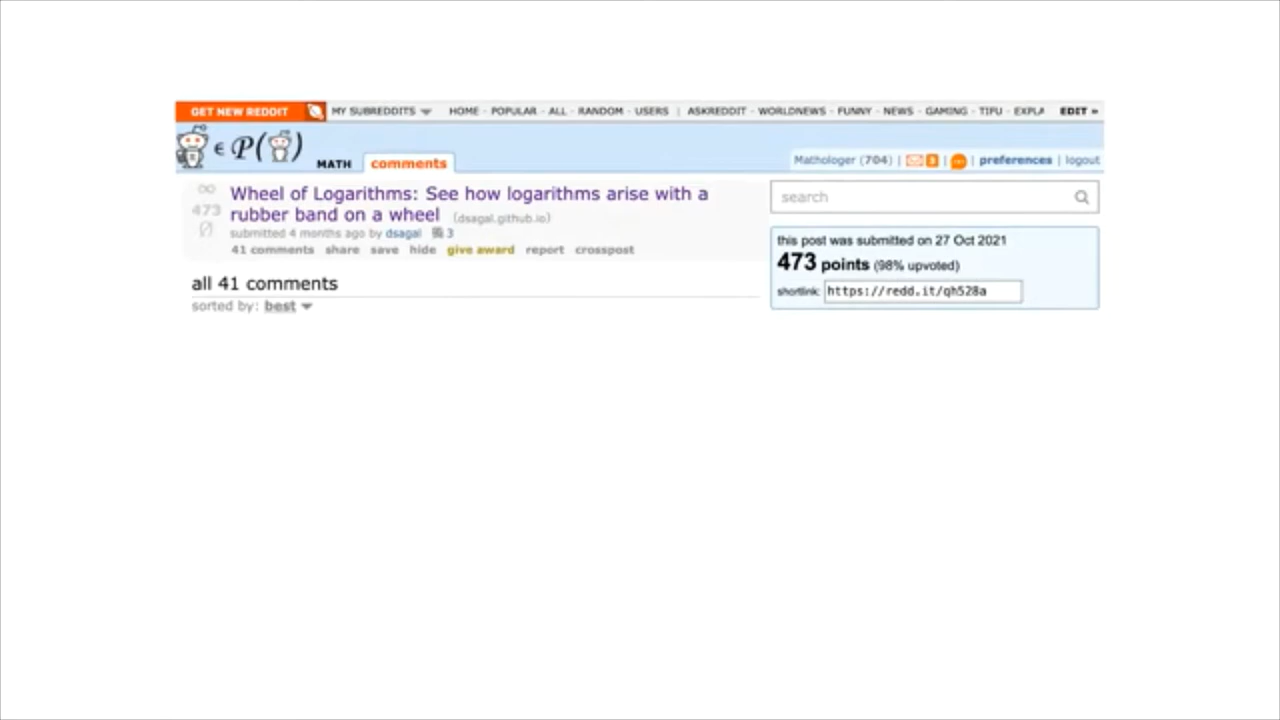 GET NEW REDDIT MY SUBREDDITS HOME - POPULAR - ALL - RANDOM - USERS | ASKREDDIT - WORLDNEWS - FUNNY - NEWS - GAMING - TIFU - EXPLA EDIT »
∈ P( )
MATH comments
Mathologer (704) | 3 | | preferences | logout
∞
473
Ø
Wheel of Logarithms: See how logarithms arise with a
rubber band on a wheel (dsagal.github.io)
submitted 4 months ago by dsagal 3
41 comments share save hide give award report crosspost
all 41 comments
sorted by: best
search
this post was submitted on 27 Oct 2021
473 points (98% upvoted)
shortlink: https://redd.it/qh528a